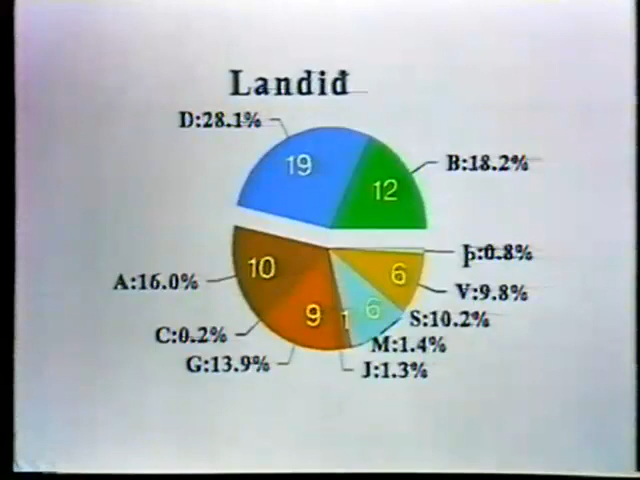 Landið
D:28.1%
19
B:18.2%
12
Þ:0.8%
A:16.0%
10
6
V:9.8%
9
1
6
S:10.2%
C:0.2%
M:1.4%
G:13.9%
J:1.3%